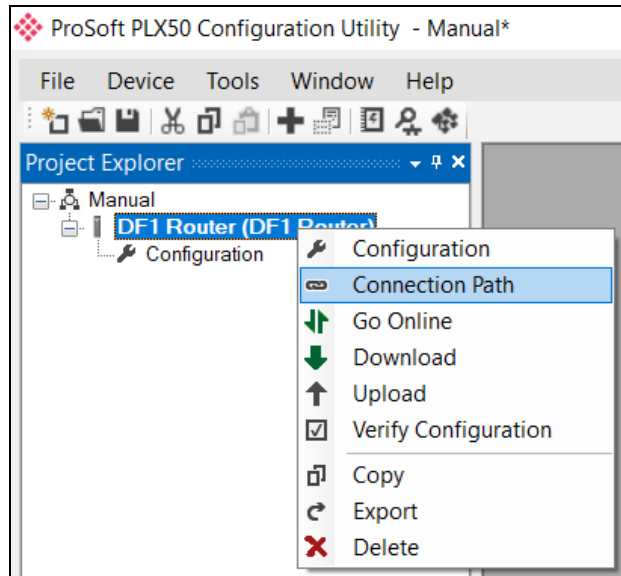 ProSoft PLX50 Configuration Utility - Manual*
File Device Tools Window Help
Project Explorer
Manual
DF1 Router (DF1 Router)
Configuration
Configuration
Connection Path
Go Online
Download
Upload
Verify Configuration
Copy
Export
Delete